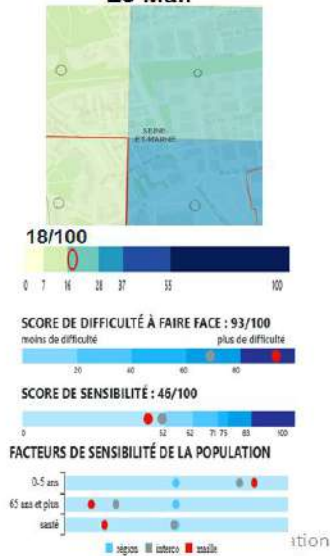 SEINE-
ET-MARNE
18/100
0 7 16 28 37 55 100
SCORE DE DIFFICULTÉ À FAIRE FACE : 93/100
moins de difficulté plus de difficulté
20 40 60 80
SCORE DE SENSIBILITÉ : 46/100
0 52 62 71 75 83 100
FACTEURS DE SENSIBILITÉ DE LA POPULATION
0-5 ans
65 ans et plus
santé
région interco maille